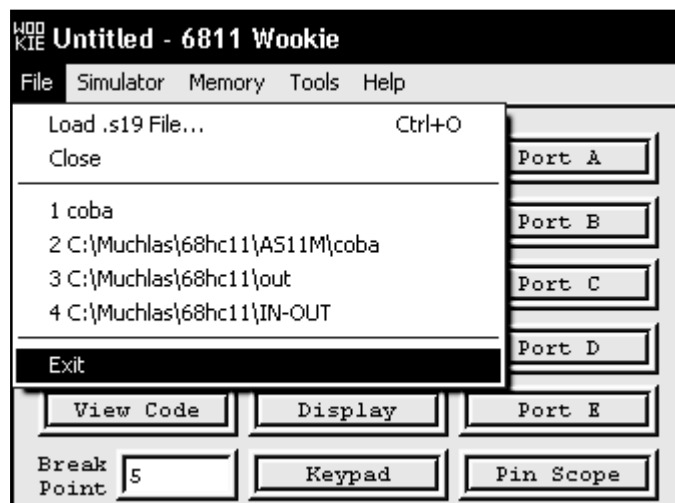 WOO
KIE Untitled - 6811 Wookie
File Simulator Memory Tools Help
Load .s19 File... Ctrl+O
Close
1 coba
2 C:\Muchlas\68hc11\AS11M\coba
3 C:\Muchlas\68hc11\out
4 C:\Muchlas\68hc11\IN-OUT
Exit
Port A
Port B
Port C
Port D
View Code Display Port E
Break
Point 5 Keypad Pin Scope